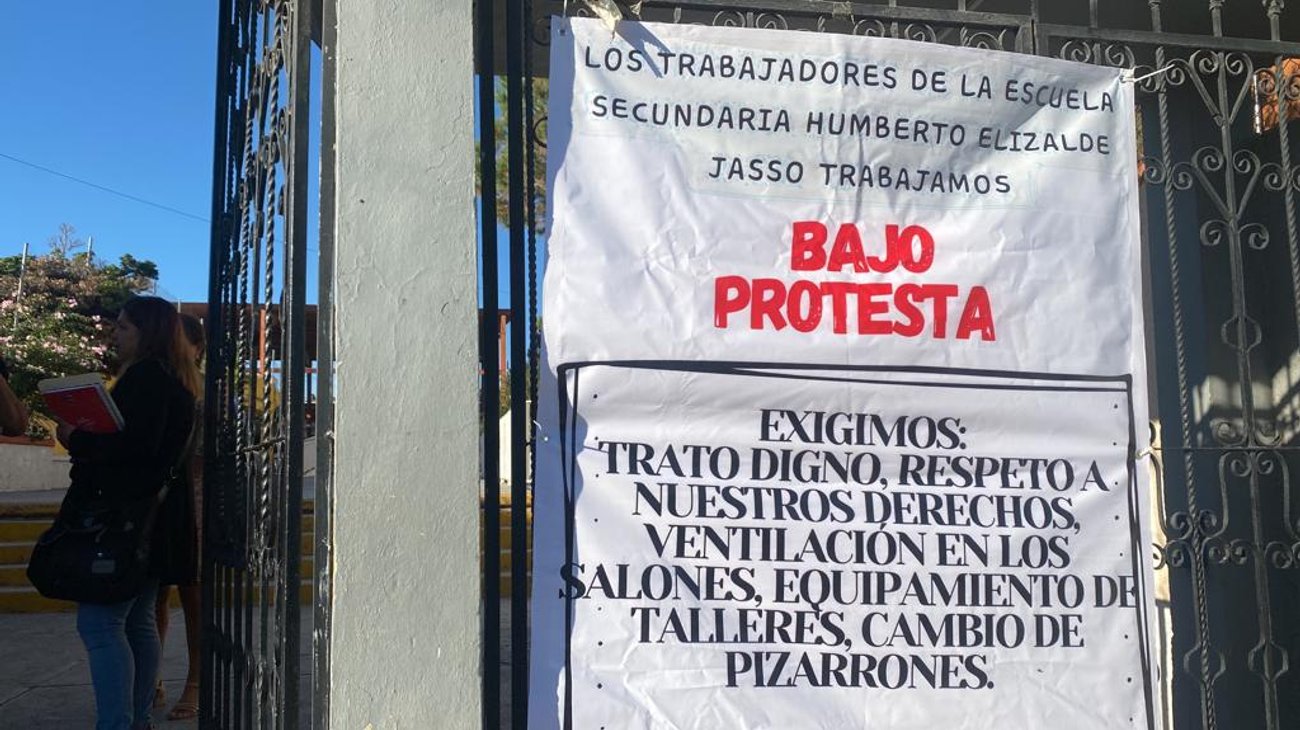 LOS TRABAJADORES DE LA ESCUELA
SECUNDARIA HUMBERTO ELIZALDE
JASSO TRABAJAMOS
BAJO
PROTESTA
EXIGIMOS:
TRATO DIGNO, RESPETO A
NUESTROS DERECHOS,
VENTILACIÓN EN LOS
SALONES, EQUIPAMIENTO DE
TALLERES, CAMBIO DE
PIZARRONES.